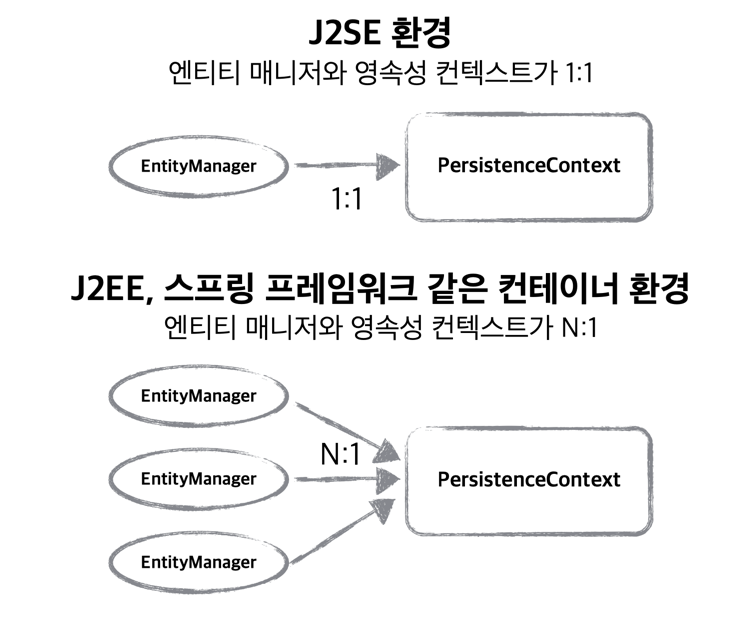 J2SE 환경
엔티티 매니저와 영속성 컨텍스트가 1:1
EntityManager
PersistenceContext
1:1
J2EE, 스프링 프레임워크 같은 컨테이너 환경
엔티티 매니저와 영속성 컨텍스트가 N:1
EntityManager
N:1
EntityManager
PersistenceContext
EntityManager